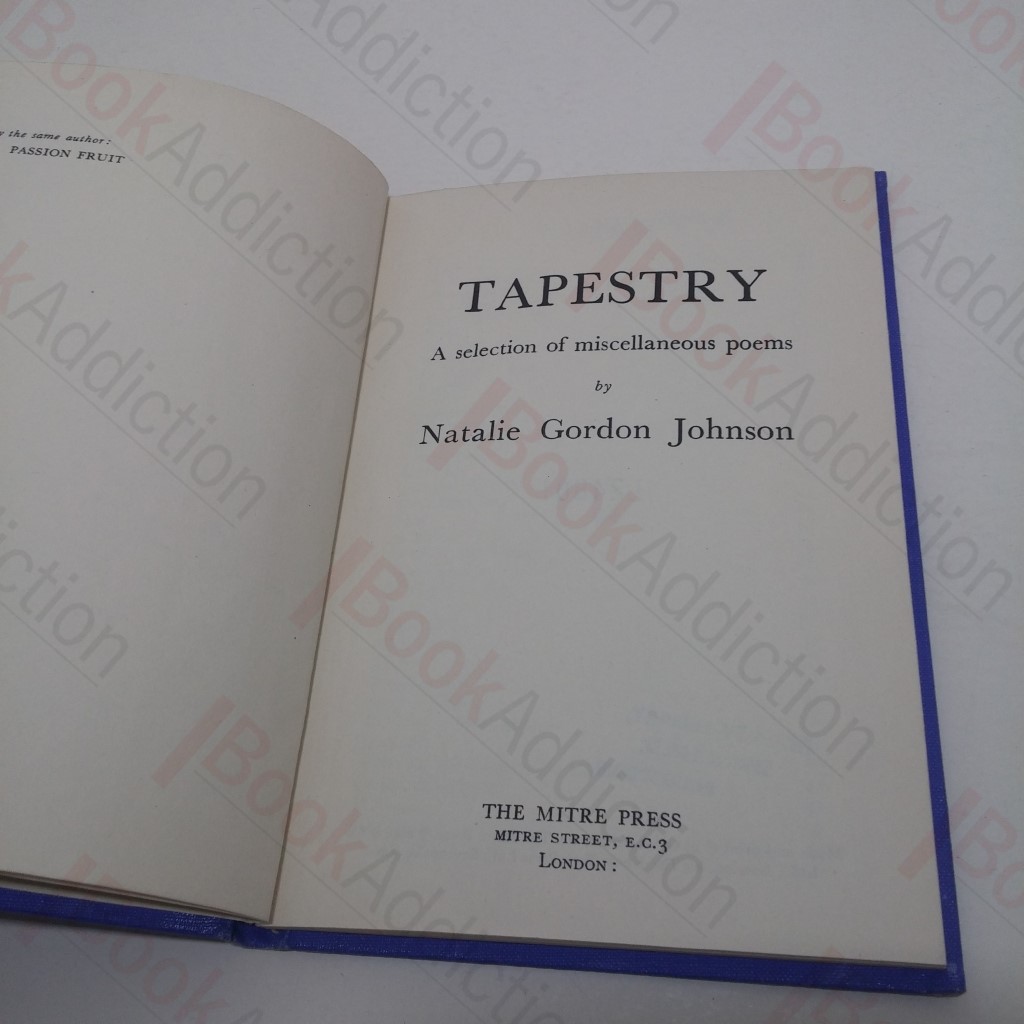 y the same author:
PASSION FRUIT
TAPESTRY
A selection of miscellaneous poems
by
Natalie Gordon Johnson
THE MITRE PRESS
MITRE STREET, E.C.3
LONDON:
BookAddiction